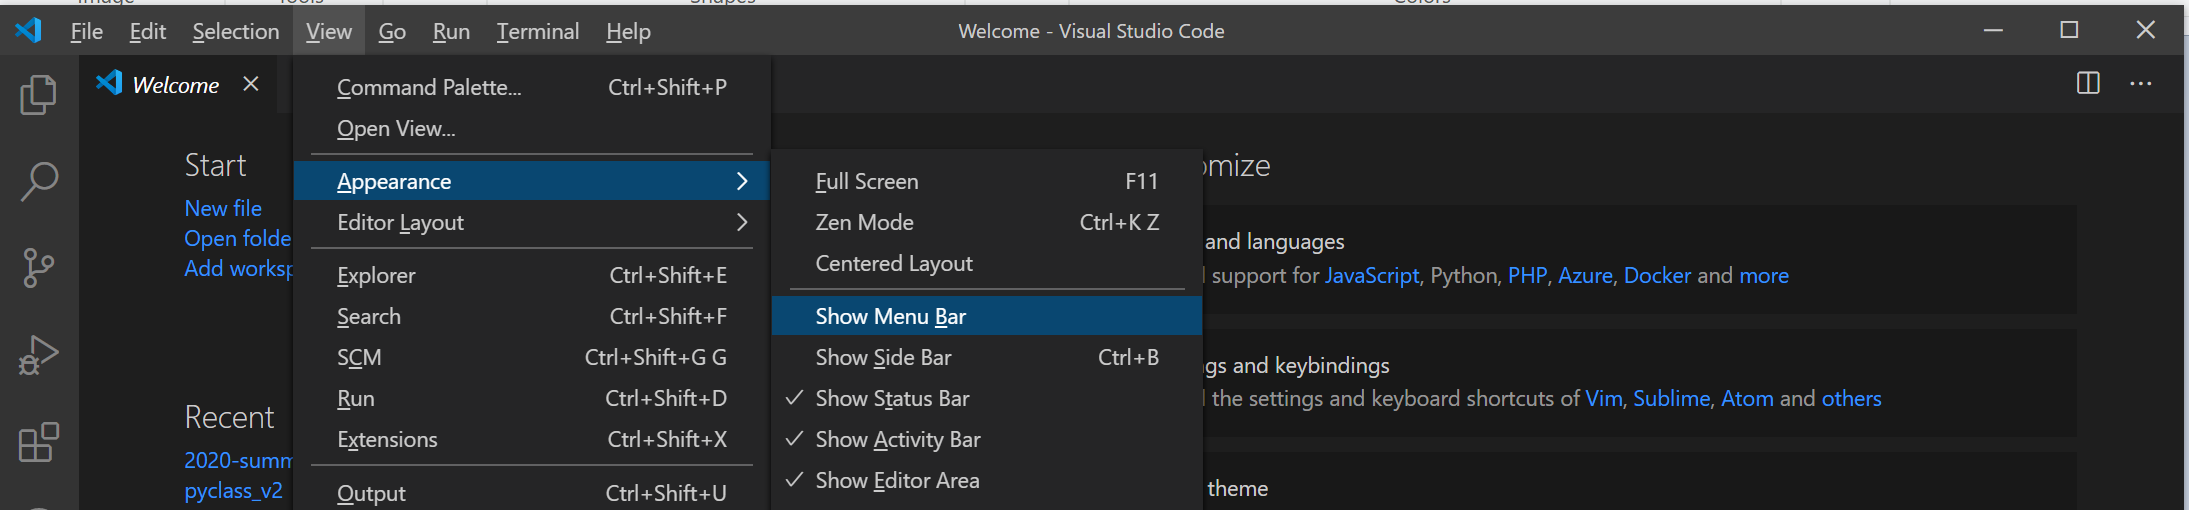 File Edit Selection View Go Run Terminal Help Welcome - Visual Studio Code
Welcome
Command Palette... Ctrl+Shift+P
Open View...
Appearance
Editor Layout
Explorer Ctrl+Shift+E
Search Ctrl+Shift+F
SCM Ctrl+Shift+G G
Run Ctrl+Shift+D
Extensions Ctrl+Shift+X
Output Ctrl+Shift+U
Full Screen F11
Zen Mode Ctrl+K Z
Centered Layout
Show Menu Bar
Show Side Bar Ctrl+B
Show Status Bar
Show Activity Bar
Show Editor Area
Start
New file
Open folde
Add worksp
Recent
2020-summ
pyclass_v2
omize
and languages
support for JavaScript, Python, PHP, Azure, Docker and more
gs and keybindings
the settings and keyboard shortcuts of Vim, Sublime, Atom and others
theme